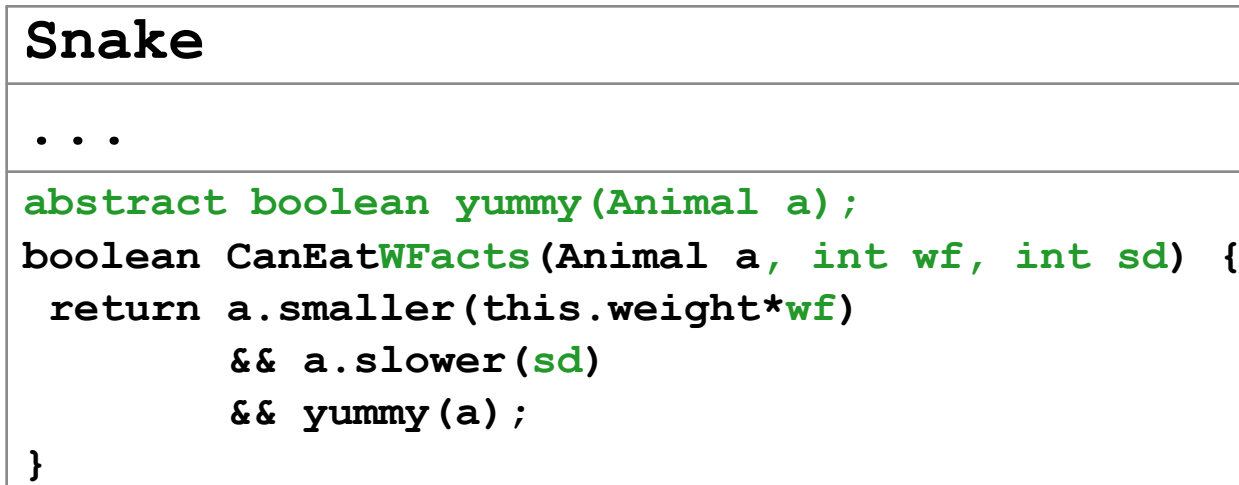 Snake
...
abstract boolean yummy(Animal a);
boolean CanEatWFacts(Animal a, int wf, int sd) {
return a.smaller(this.weight*wf)
&& a.slower(sd)
&& yummy(a);
}